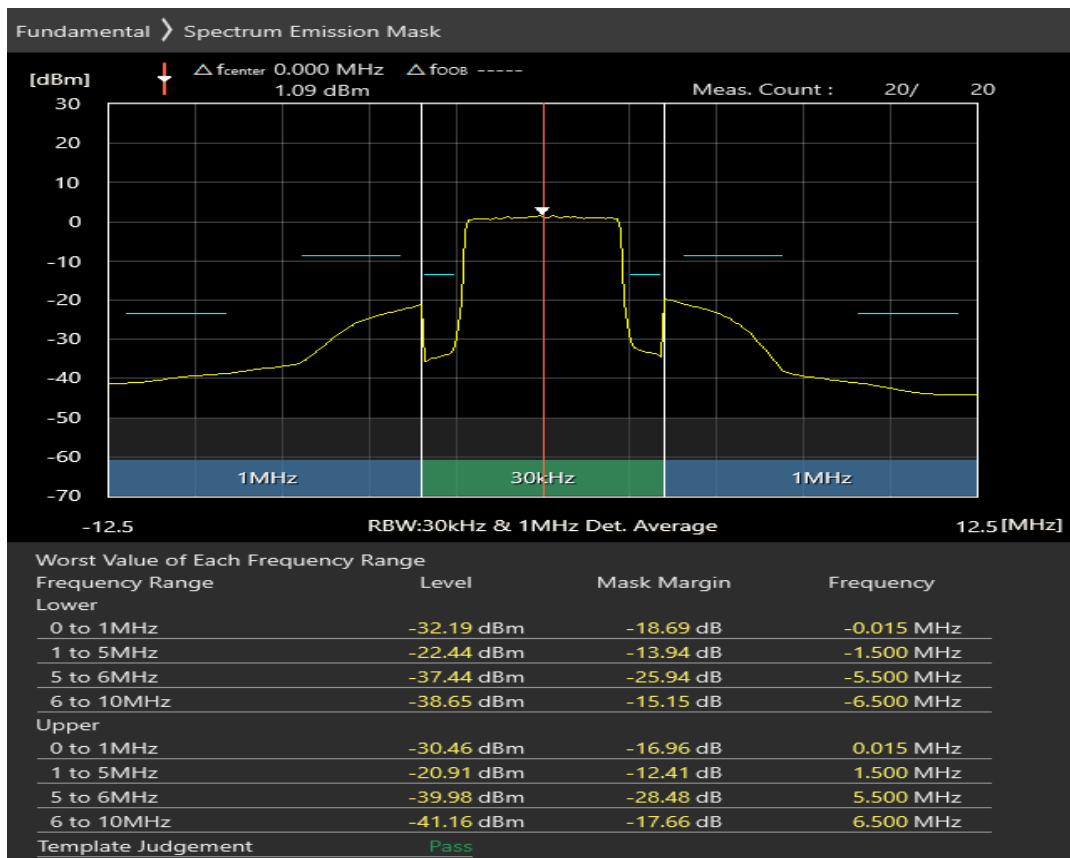 Fundamental ❯ Spectrum Emission Mask
[dBm] △ fcenter 0.000 MHz △ fOOB -----
1.09 dBm Meas. Count : 20/ 20
30
20
10
0
-10
-20
-30
-40
-50
-60
1MHz 30kHz 1MHz
-70
-12.5 RBW:30kHz & 1MHz Det. Average 12.5 [MHz]
Worst Value of Each Frequency Range
Frequency Range Level Mask Margin Frequency
Lower
0 to 1MHz -32.19 dBm -18.69 dB -0.015 MHz
1 to 5MHz -22.44 dBm -13.94 dB -1.500 MHz
5 to 6MHz -37.44 dBm -25.94 dB -5.500 MHz
6 to 10MHz -38.65 dBm -15.15 dB -6.500 MHz
Upper
0 to 1MHz -30.46 dBm -16.96 dB 0.015 MHz
1 to 5MHz -20.91 dBm -12.41 dB 1.500 MHz
5 to 6MHz -39.98 dBm -28.48 dB 5.500 MHz
6 to 10MHz -41.16 dBm -17.66 dB 6.500 MHz
Template Judgement Pass